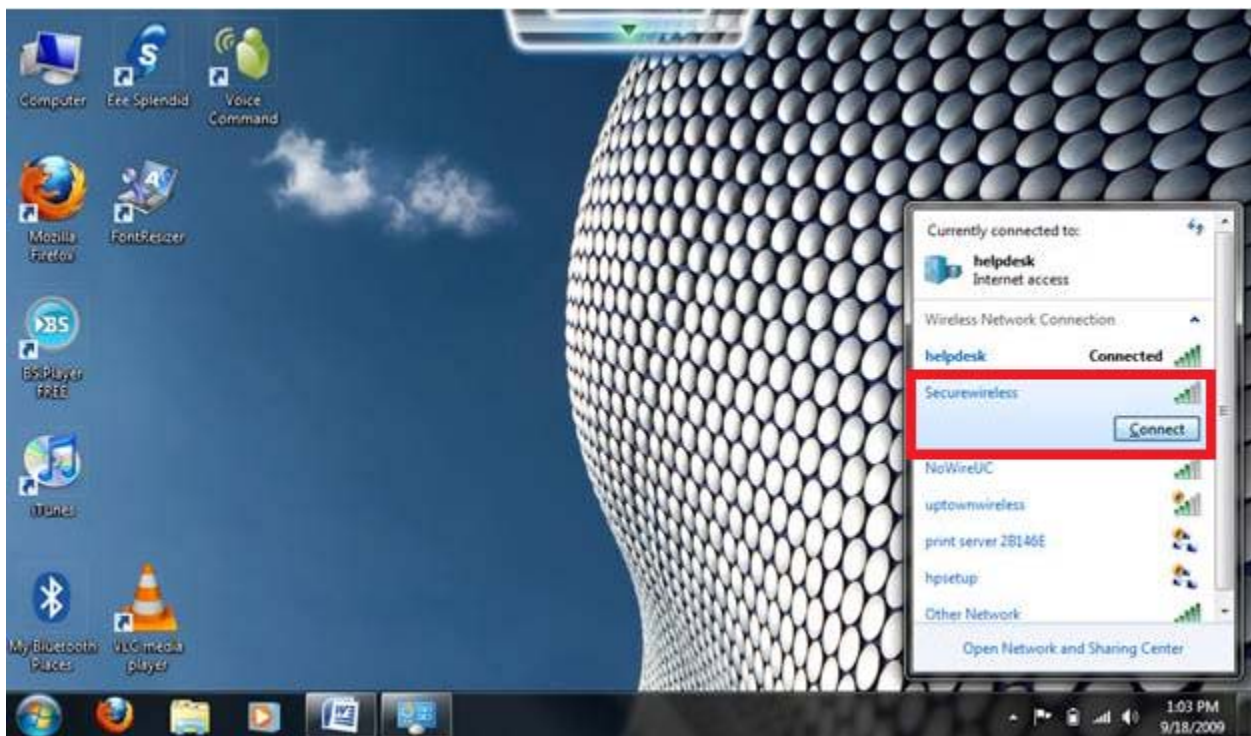 Computer
Eee Splendid
Voice
Command
Mozilla
Firefox
FontResizer
BS.Player
FREE
iTunes
My Bluetooth
Places
VLC media
player
Currently connected to:
helpdesk
Internet access
Wireless Network Connection
helpdesk Connected
Securewireless
Connect
NoWireUC
uptownwireless
print server 2B146E
hpsetup
Other Network
Open Network and Sharing Center
1:03 PM
9/18/2009